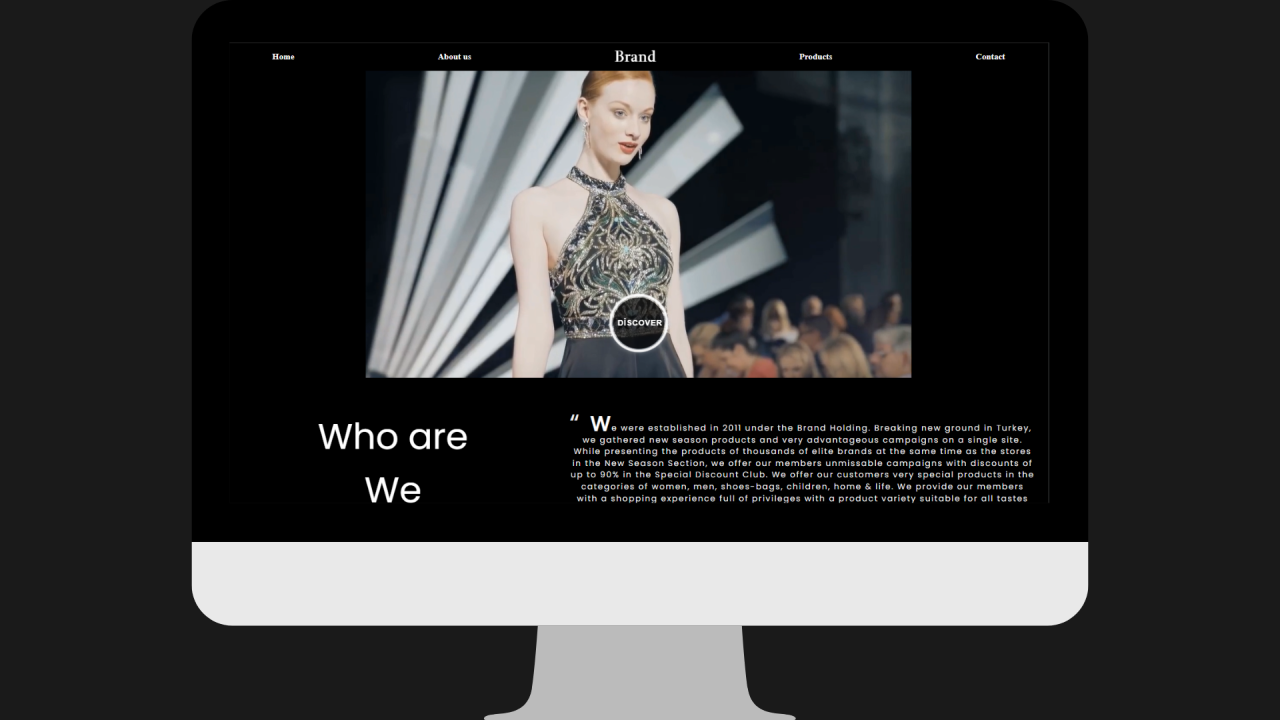 Home About us Brand Products Contact
DİSCOVER
Who are
We
“ We were established in 2011 under the Brand Holding. Breaking new ground in Turkey,
we gathered new season products and very advantageous campaigns on a single site.
While presenting the products of thousands of elite brands at the same time as the stores
in the New Season Section, we offer our members unmissable campaigns with discounts of
up to 90% in the Special Discount Club. We offer our customers very special products in the
categories of women, men, shoes-bags, children, home & life. We provide our members
with a shopping experience full of privileges with a product variety suitable for all tastes